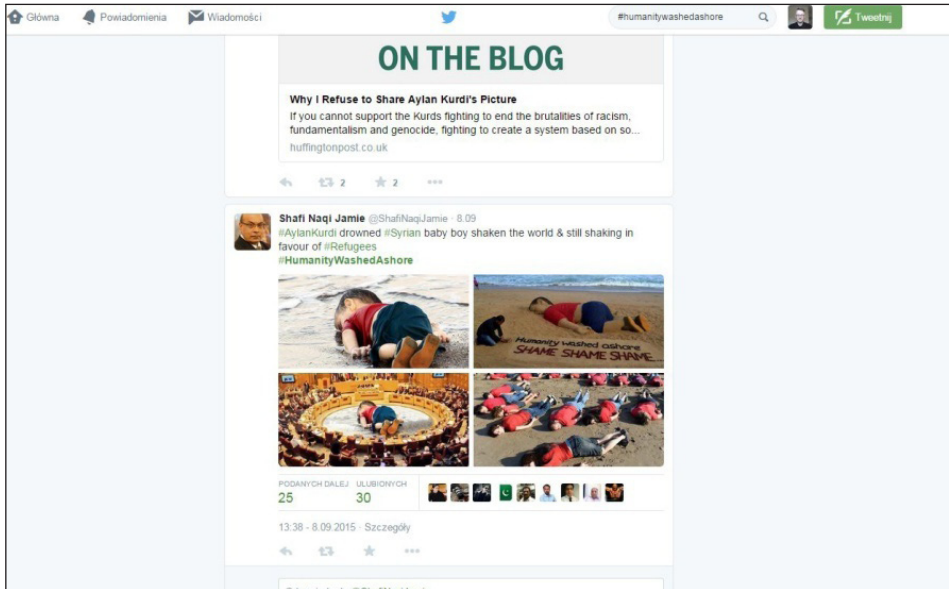 Główna Powiadomienia Wiadomości #humanitywashedashore Tweetnij
ON THE BLOG
Why I Refuse to Share Aylan Kurdi's Picture
If you cannot support the Kurds fighting to end the brutalities of racism,
fundamentalism and genocide, fighting to create a system based on so...
huffingtonpost.co.uk
2 2
Shafi Naqi Jamie @ShafiNaqiJamie · 8.09
#AylanKurdi drowned #Syrian baby boy shaken the world & still shaking in
favour of #Refugees
#HumanityWashedAshore
Humanity washed ashore
SHAME SHAME SHAME
PODANYCH DALEJ ULUBIONYCH
25 30
13:38 - 8.09.2015 · Szczegóły